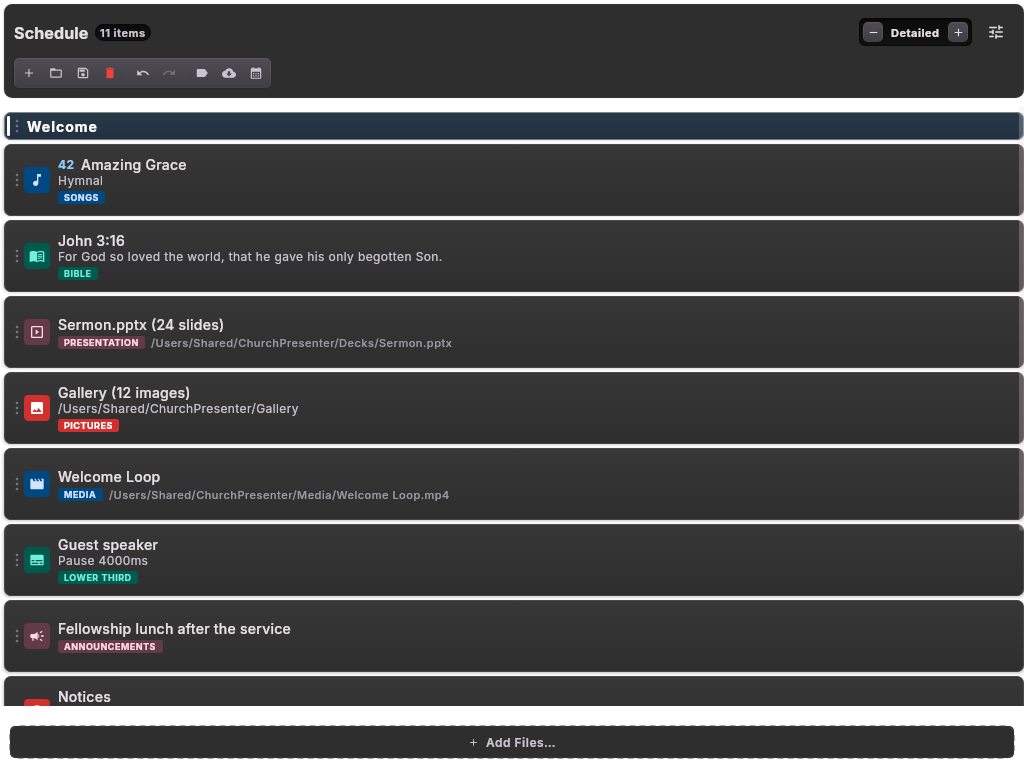 Schedule 11 items
Detailed
Welcome
42 Amazing Grace
Hymnal
SONGS
John 3:16
For God so loved the world, that he gave his only begotten Son.
BIBLE
Sermon.pptx (24 slides)
PRESENTATION /Users/Shared/ChurchPresenter/Decks/Sermon.pptx
Gallery (12 images)
/Users/Shared/ChurchPresenter/Gallery
PICTURES
Welcome Loop
MEDIA /Users/Shared/ChurchPresenter/Media/Welcome Loop.mp4
Guest speaker
Pause 4000ms
LOWER THIRD
Fellowship lunch after the service
ANNOUNCEMENTS
Notices
+ Add Files...